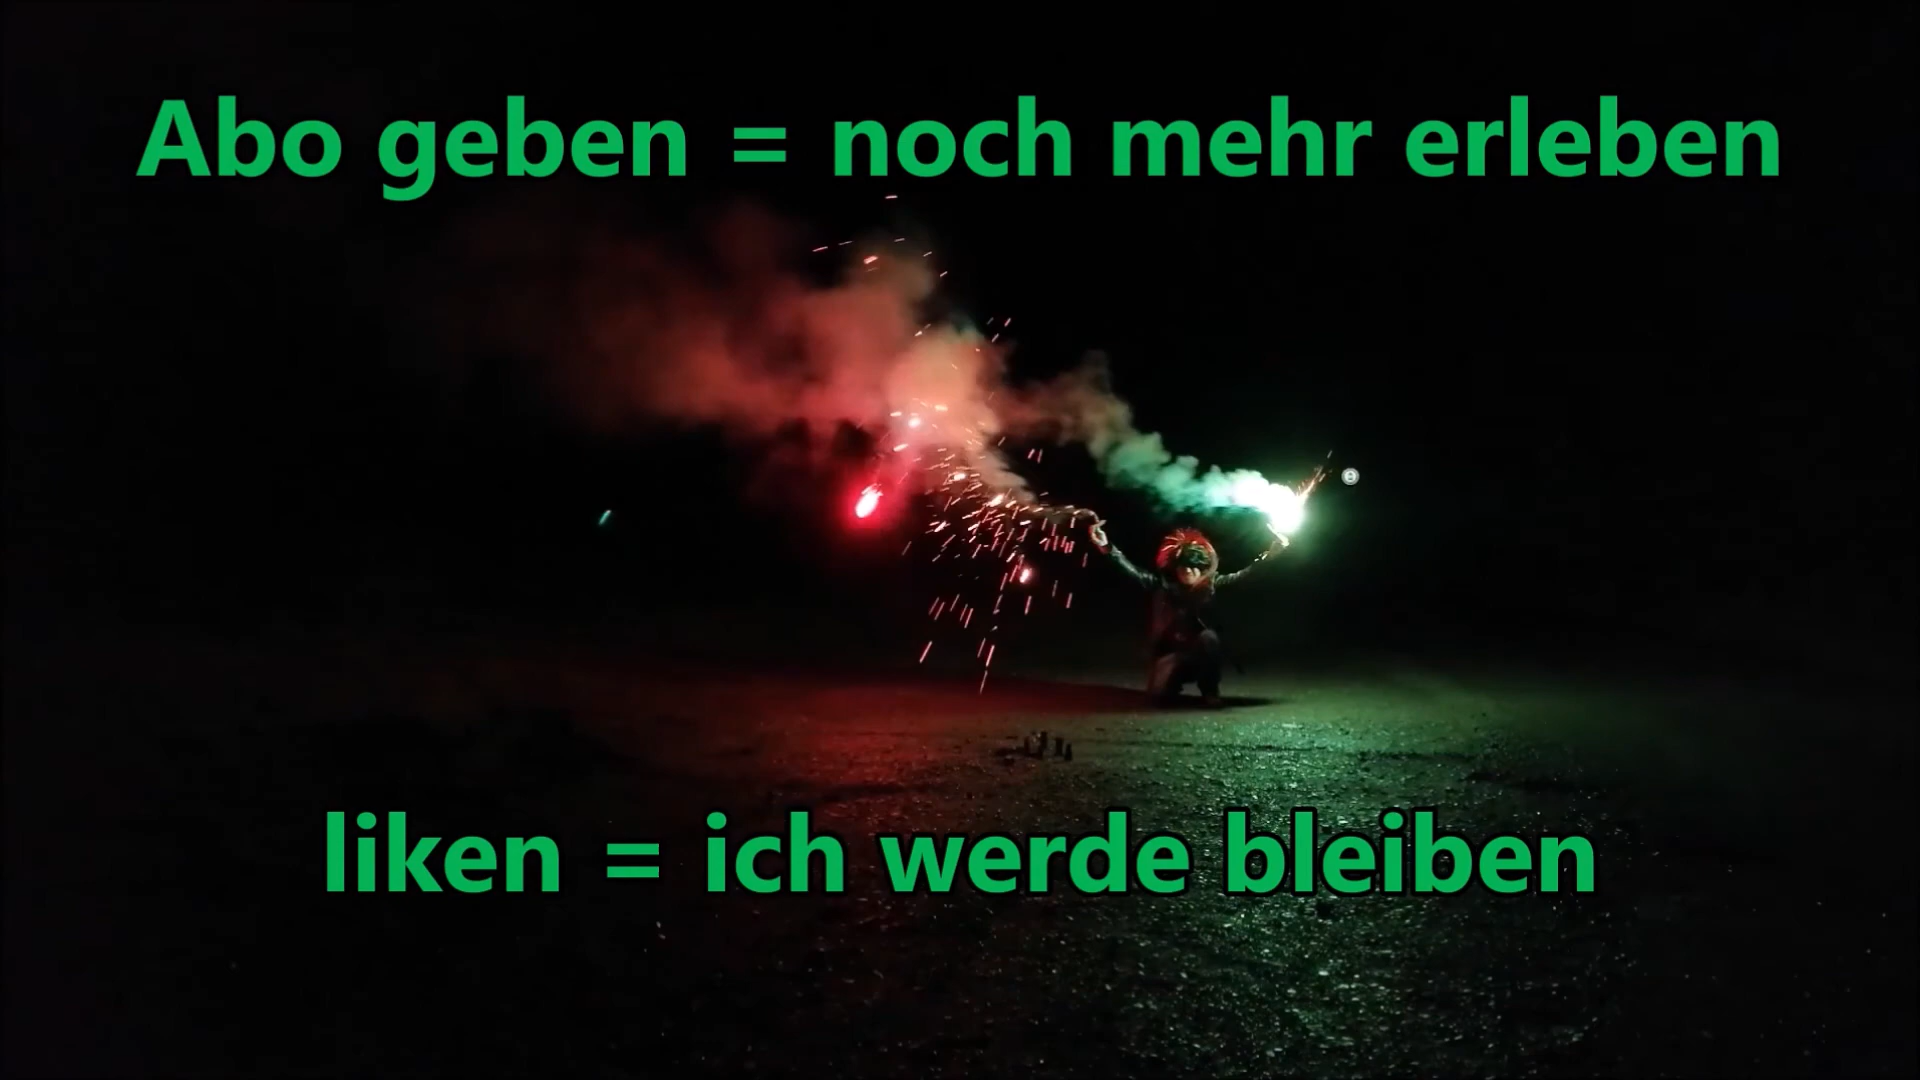 Abo geben = noch mehr erleben
liken = ich werde bleiben